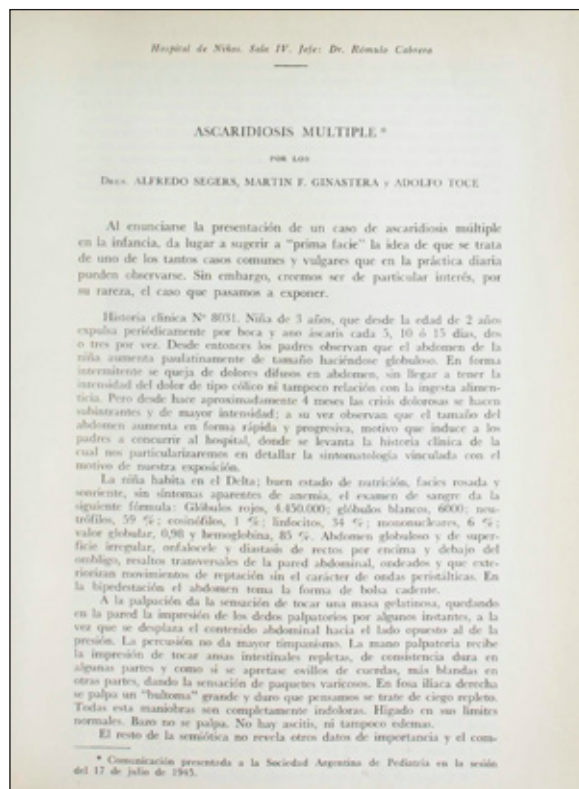 Hospital de Niños. Sala IV. Jefe: Dr. Rómulo Cabrera
ASCARIDIOSIS MULTIPLE *
POR LOS
Dres. ALFREDO SEGERS, MARTIN F. GINASTERA y ADOLFO TOCE
Al enunciarse la presentación de un caso de ascaridiosis múltiple
en la infancia, da lugar a sugerir a "prima facie" la idea de que se trata
de uno de los tantos casos comunes y vulgares que en la práctica diaria
pueden observarse. Sin embargo, creemos ser de particular interés, por
su rareza, el caso que pasamos a exponer.
Historia clínica Nº 8031. Niña de 3 años, que desde la edad de 2 años
expulsa periódicamente por boca y ano áscaris cada 5, 10 ó 15 días, dos
o tres por vez. Desde entonces los padres observan que el abdomen de la
niña aumenta paulatinamente de tamaño haciéndose globuloso. En forma
intermitente se queja de dolores difusos en abdomen, sin llegar a tener la
intensidad del dolor de tipo cólico ni tampoco relación con la ingesta alimen-
ticia. Pero desde hace aproximadamente 4 meses las crisis dolorosas se hacen
subintrantes y de mayor intensidad; a su vez observan que el tamaño del
abdomen aumenta en forma rápida y progresiva, motivo que induce a los
padres a concurrir al hospital, donde se levanta la historia clínica de la
cual nos particularizaremos en detallar la sintomatología vinculada con el
motivo de nuestra exposición.
La niña habita en el Delta; buen estado de nutrición, facies rosada y
sonriente, sin síntomas aparentes de anemia, el examen de sangre da la
siguiente fórmula: Glóbulos rojos, 4.450.000; glóbulos blancos, 6000; neu-
trófilos, 59 %; eosinófilos, 1 %; linfocitos, 34 %; mononucleares, 6 %;
valor globular, 0,98 y hemoglobina, 85 %. Abdomen globuloso y de super-
ficie irregular, onfalocele y diastasis de rectos por encima y debajo del
ombligo, resaltos transversales de la pared abdominal, ondeados y que exte-
riorizan movimientos de reptación sin el carácter de ondas peristálticas. En
la bipedestación el abdomen toma la forma de bolsa cadente.
A la palpación da la sensación de tocar una masa gelatinosa, quedando
en la pared la impresión de los dedos palpatorios por algunos instantes, a la
vez que se desplaza el contenido abdominal hacia el lado opuesto al de la
presión. La percusión no da mayor timpanismo. La mano palpatoria recibe
la impresión de tocar ansas intestinales repletas, de consistencia dura en
algunas partes y como si se apretase ovillos de cuerdas, más blandas en
otras partes, dando la sensación de paquetes varicosos. En fosa ilíaca derecha
se palpa un "bultoma" grande y duro que pensamos se trate de ciego repleto.
Todas esta maniobras son completamente indoloras. Hígado en sus límites
normales. Bazo no se palpa. No hay ascitis, ni tampoco edemas.
El resto de la semiótica no revela otros datos de importancia y el com-
* Comunicación presentada a la Sociedad Argentina de Pediatría en la sesión
del 17 de julio de 1945.